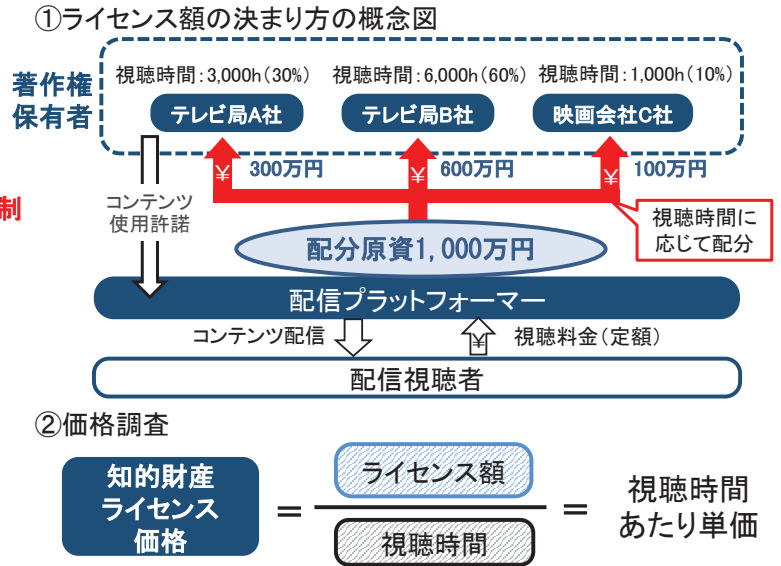 ①ライセンス額の決まり方の概念図
著作権
保有者
視聴時間:3,000h(30%)
視聴時間:6,000h(60%)
視聴時間:1,000h(10%)
テレビ局A社
テレビ局B社
映画会社C社
¥
300万円
¥
600万円
¥
100万円
制
コンテンツ
使用許諾
視聴時間に
応じて配分
配分原資1,000万円
配信プラットフォーマー
コンテンツ配信
¥
視聴料金(定額)
配信視聴者
②価格調査
知的財産
ライセンス
価格
=
ライセンス額
視聴時間
=
視聴時間
あたり単価